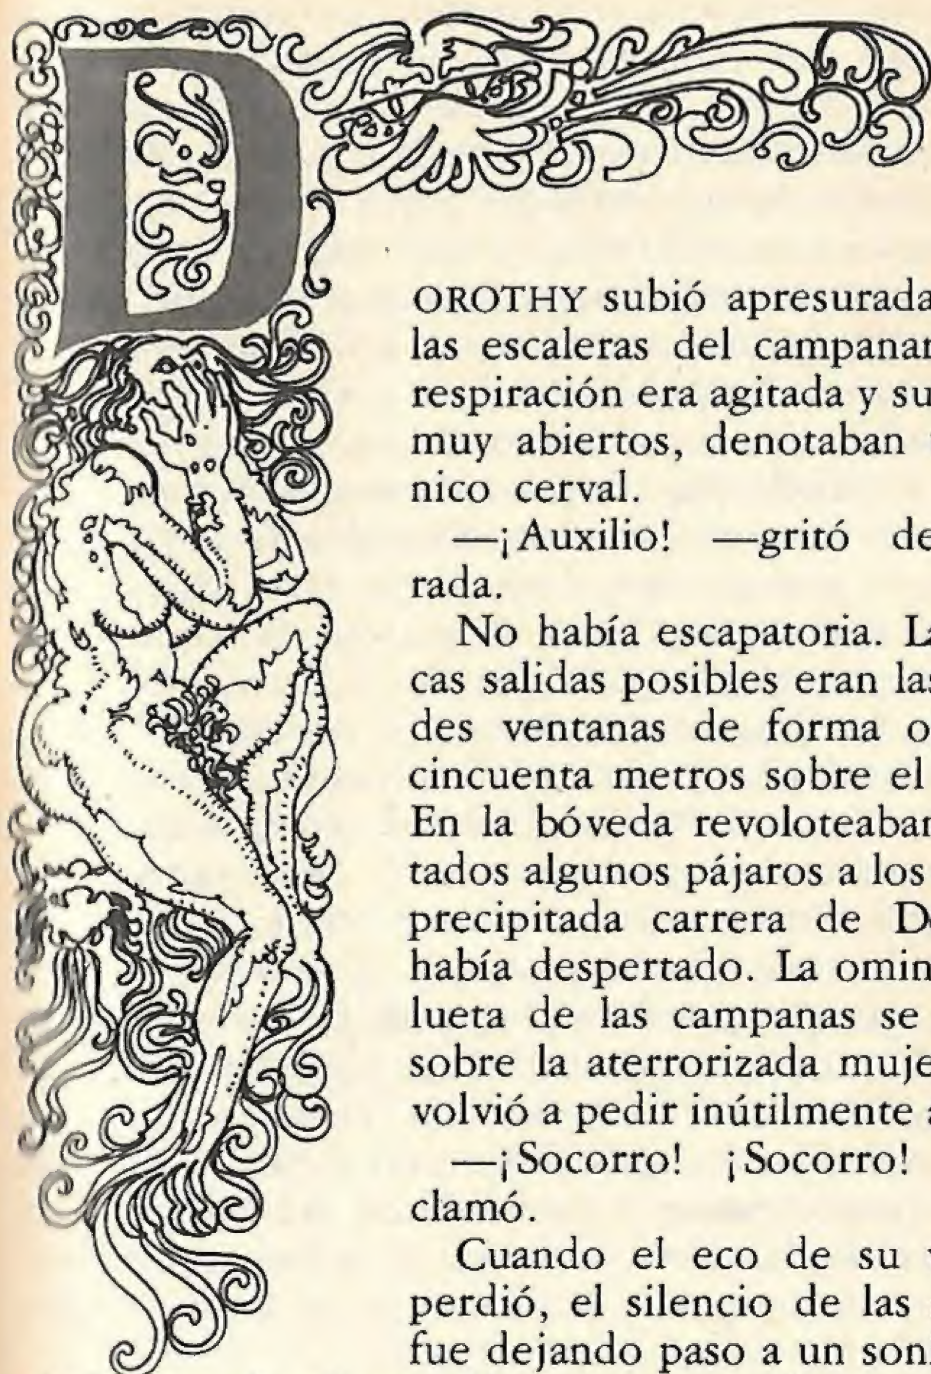 D
OROTHY subió apresurada
las escaleras del campanar
respiración era agitada y su
muy abiertos, denotaban
nico cerval.
—¡Auxilio! —gritó de
rada.
No había escapatoria. L
cas salidas posibles eran las
des ventanas de forma o
cincuenta metros sobre el
En la bóveda revoloteaban
tados algunos pájaros a los
precipitada carrera de D
había despertado. La omin
lueta de las campanas se
sobre la aterrorizada muje
volvió a pedir inútilmente
—¡Socorro! ¡Socorro!
clamó.
Cuando el eco de su
perdió, el silencio de las
fue dejando paso a un son